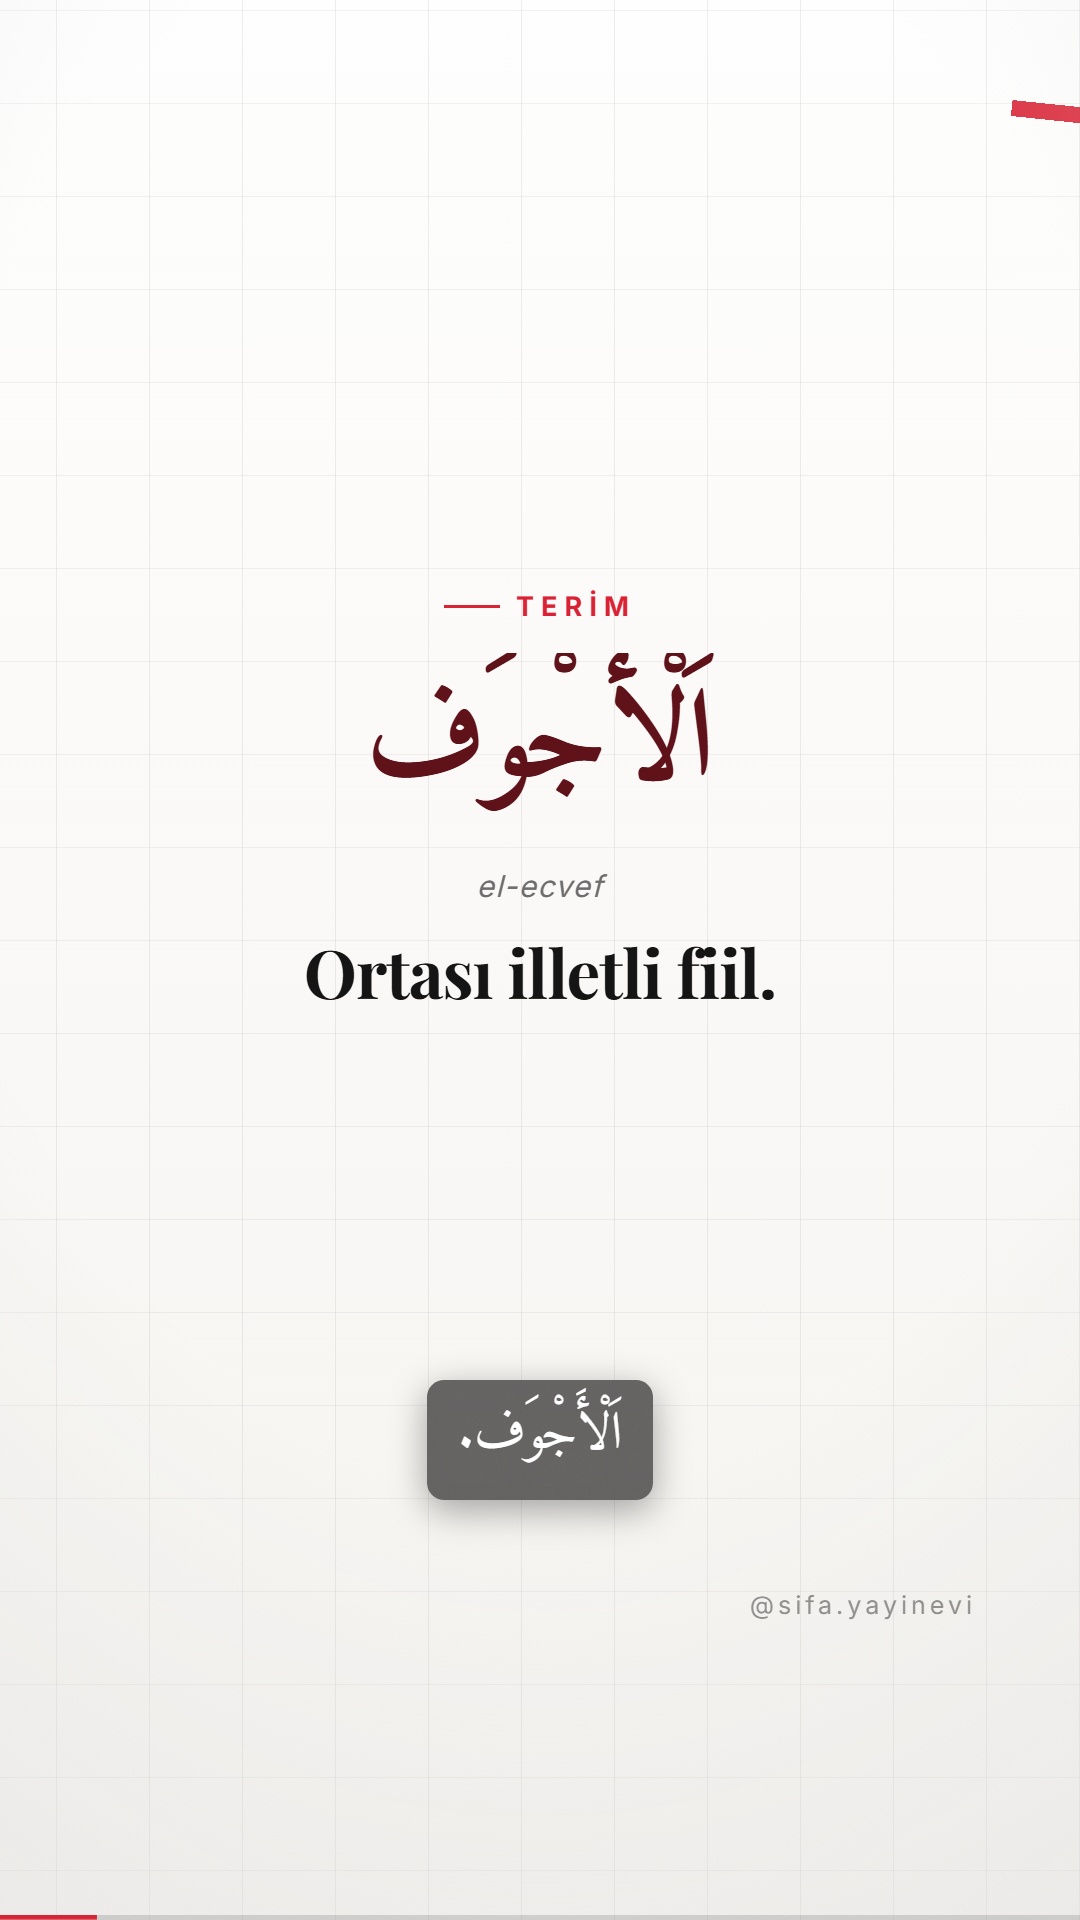 TERİM
اَلْأَجْوَف
el-ecvef
Ortası illetli fiil.
اَلْأَجْوَف.
@sifa.yayinevi